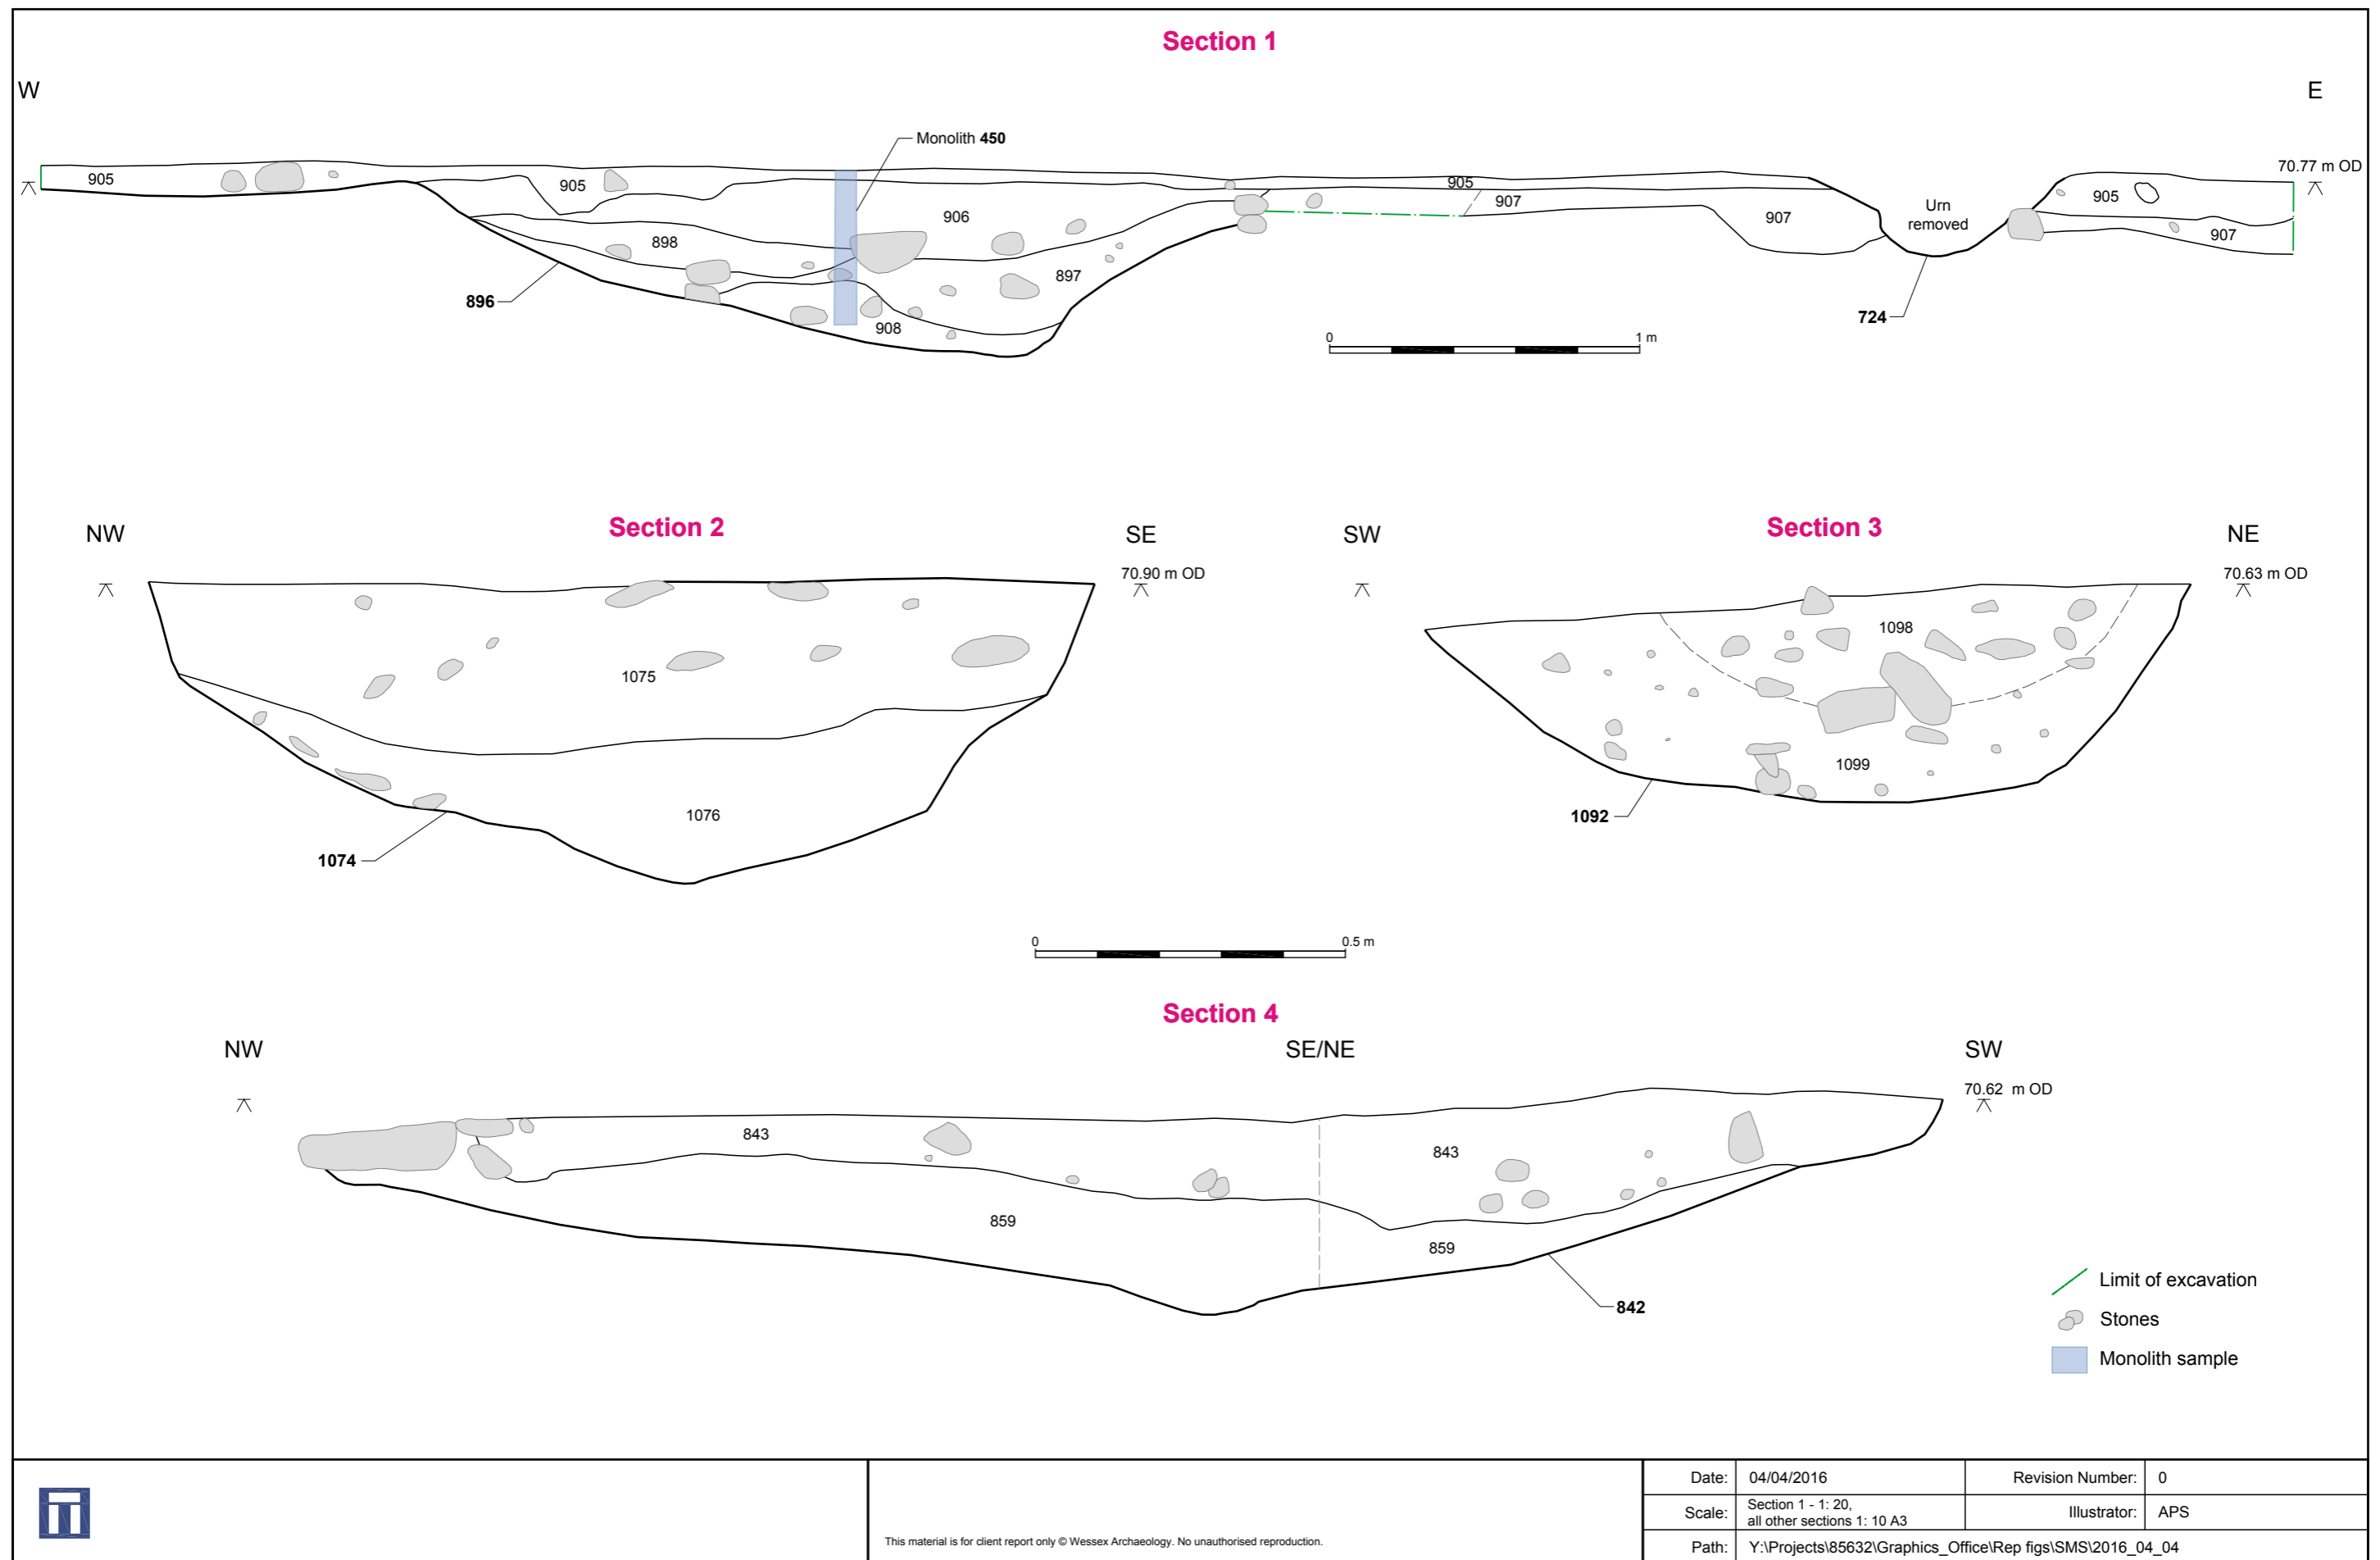 Section 1
W
E
Monolith 450
70.77 m OD
905
905
905
905
906
907
907
907
Urn
removed
898
897
896
908
724
0
1 m
Section 2
Section 3
NW
SE
SW
NE
70.90 m OD
70.63 m OD
1075
1098
1076
1099
1074
1092
0
0.5 m
Section 4
NW
SE/NE
SW
70.62 m OD
843
843
859
859
842
Limit of excavation
Stones
Monolith sample
This material is for client report only © Wessex Archaeology. No unauthorised reproduction.
Date: 04/04/2016 Revision Number: 0
Scale: Section 1 - 1: 20,
all other sections 1: 10 A3
Illustrator: APS
Path: Y:\Projects\85632\Graphics_Office\Rep figs\SMS\2016_04_04